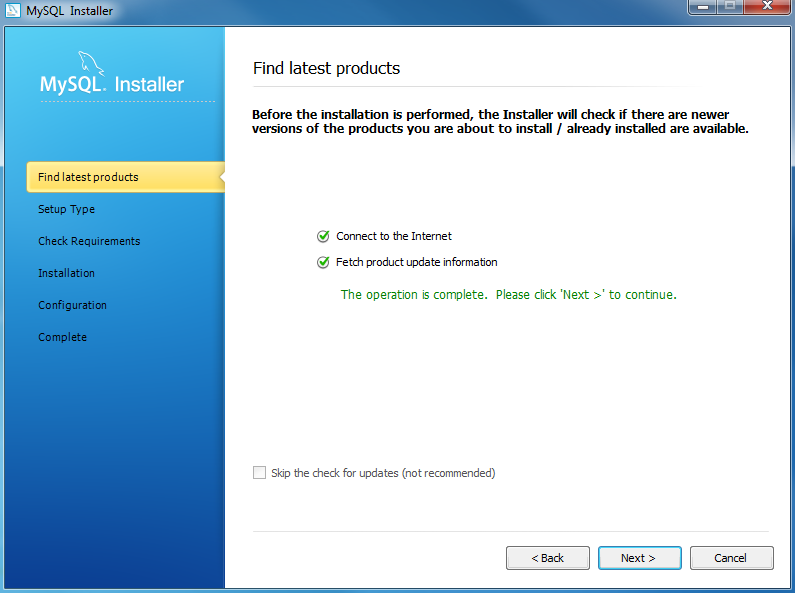 MySQL Installer
MySQL. Installer
Find latest products
Setup Type
Check Requirements
Installation
Configuration
Complete
Find latest products
Before the installation is performed, the Installer will check if there are newer
versions of the products you are about to install / already installed are available.
Connect to the Internet
Fetch product update information
The operation is complete.  Please click 'Next >' to continue.
Skip the check for updates (not recommended)
< Back
Next >
Cancel